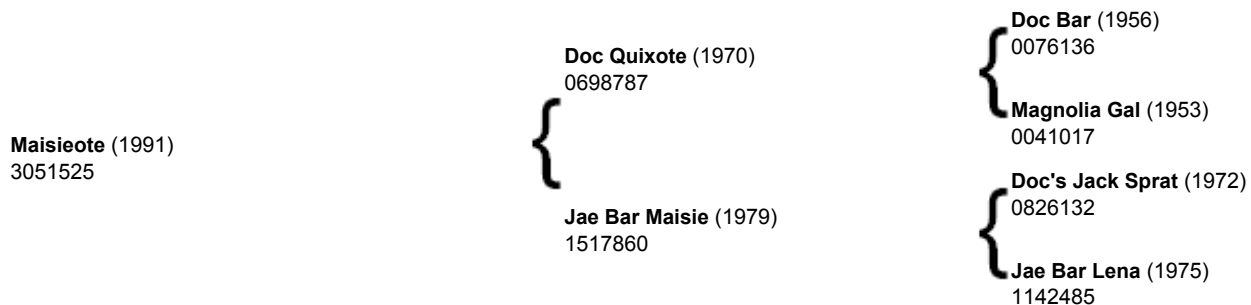 Maisieote (1991)
3051525
Doc Quixote (1970)
0698787
Jae Bar Maisie (1979)
1517860
Doc Bar (1956)
0076136
Magnolia Gal (1953)
0041017
Doc's Jack Sprat (1972)
0826132
Jae Bar Lena (1975)
1142485